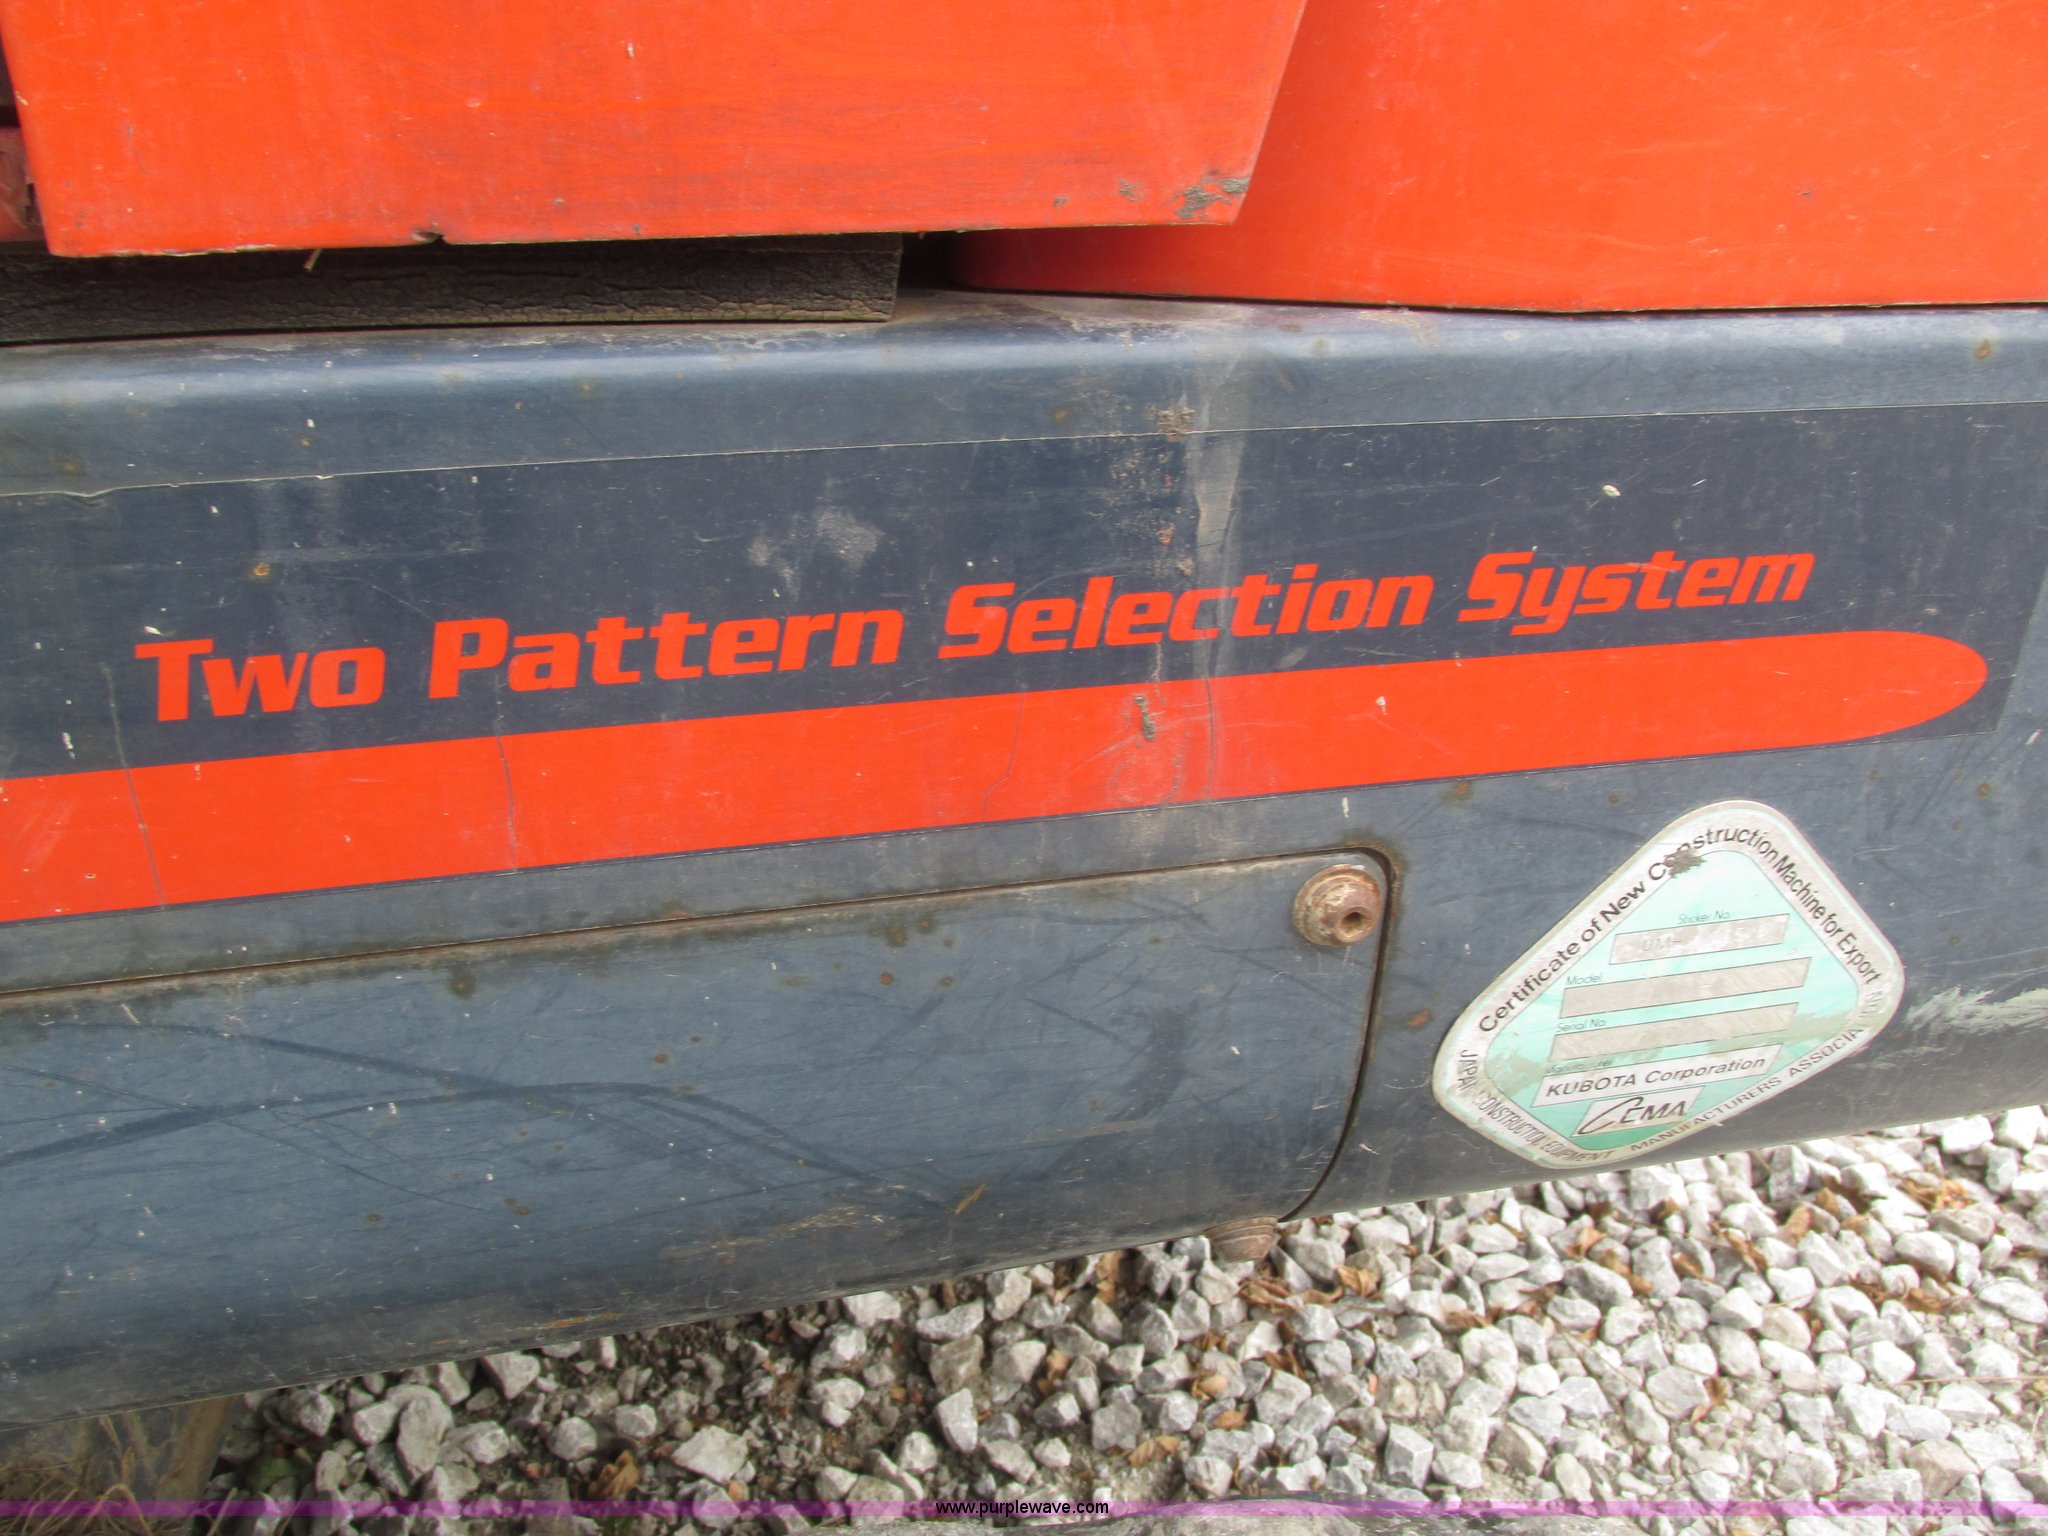 Two Pattern Selection System
Certificate of New Construction Machine for Export
Sticker No.
UM-
Model
Serial No.
KUBOTA Corporation
CEMA
JAPAN CONSTRUCTION EQUIPMENT MANUFACTURERS ASSOCIATION
www.purplewave.com